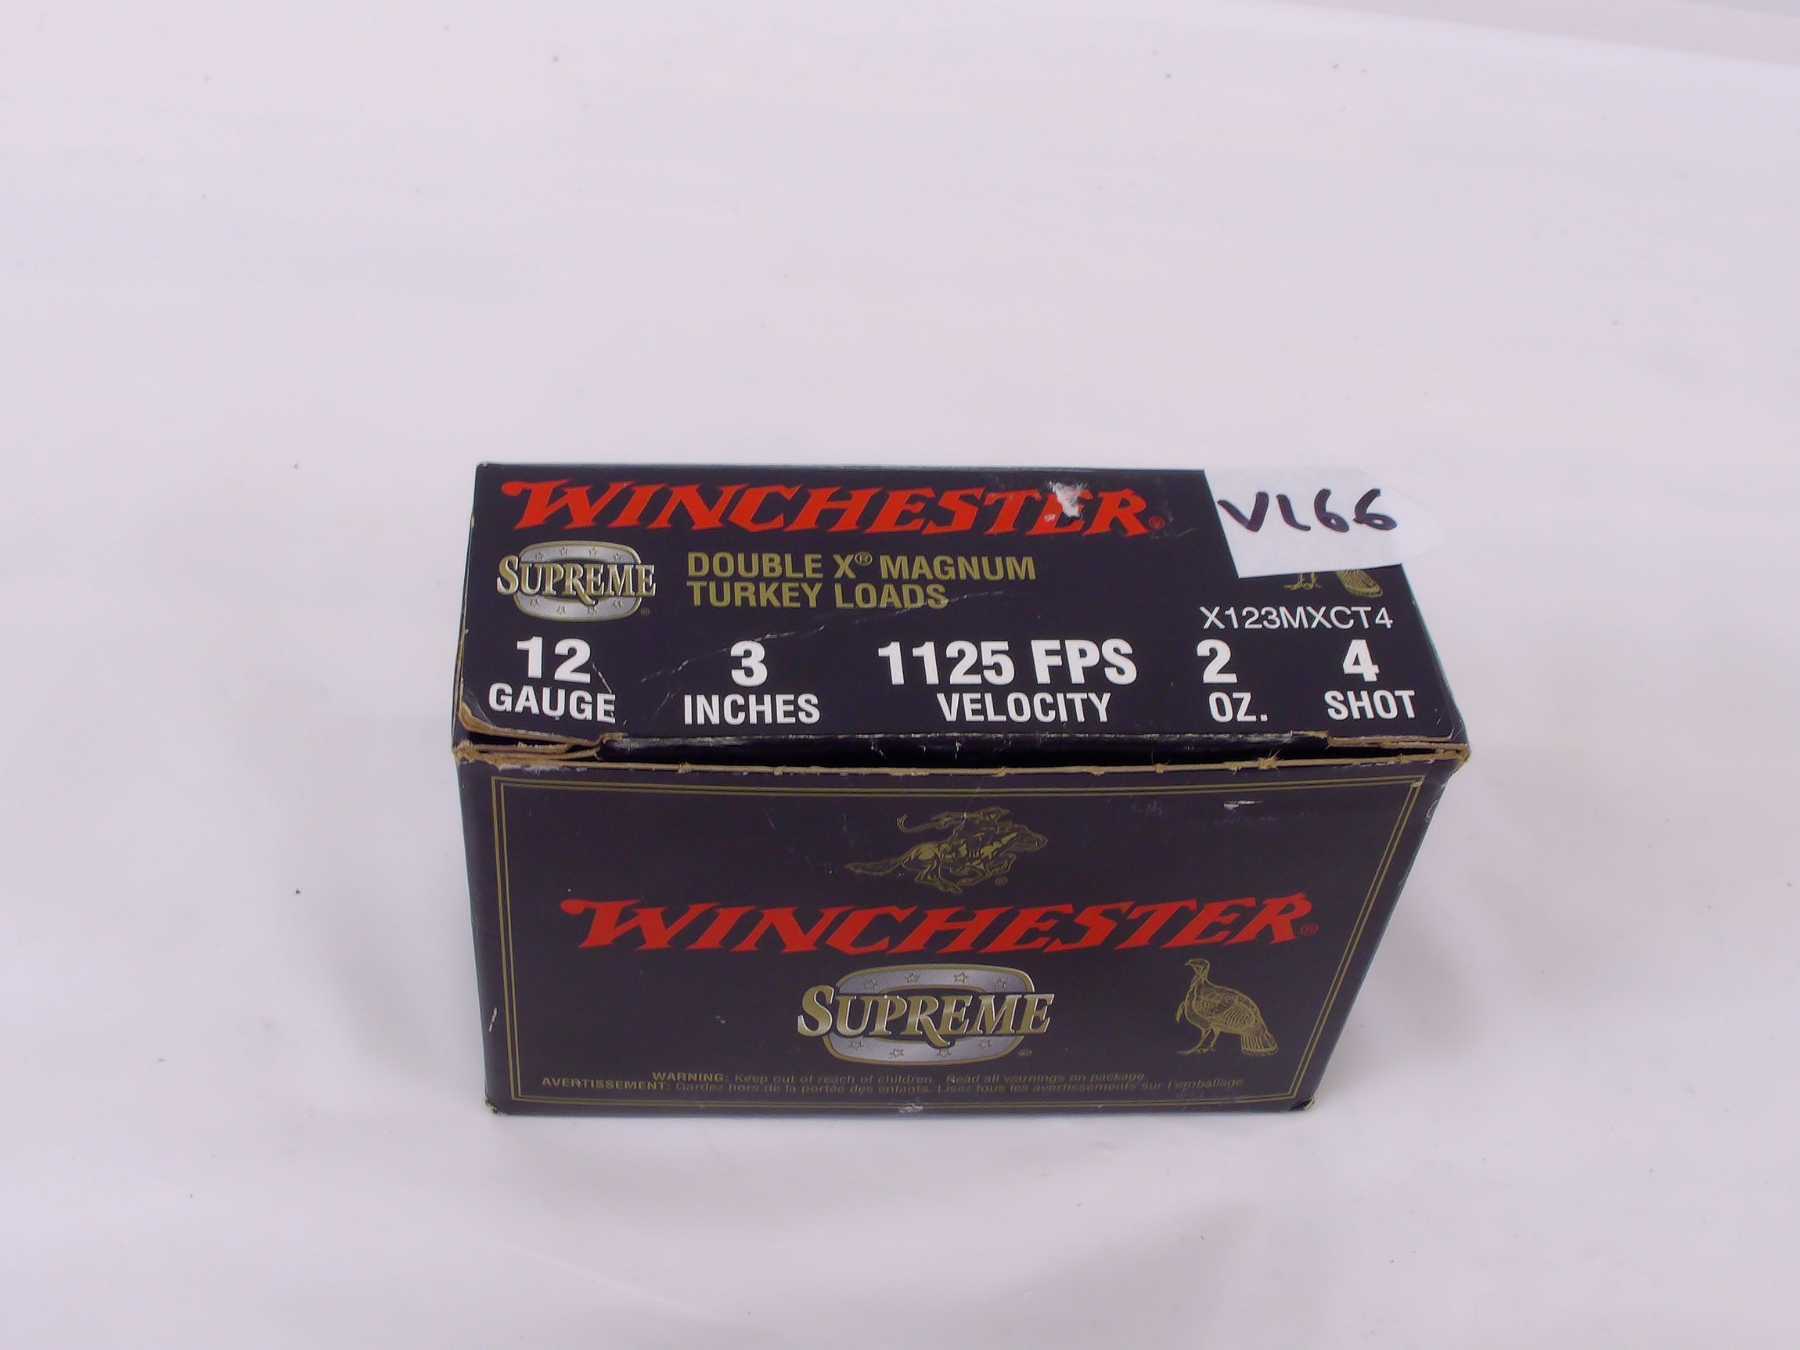 WINCHESTER®
VL66
SUPREME®
DOUBLE X® MAGNUM
TURKEY LOADS
X123MXCT4
12 GAUGE
3 INCHES
1125 FPS VELOCITY
2 OZ.
4 SHOT
WINCHESTER®
SUPREME®
WARNING: Keep out of reach of children. Read all warnings on package.
AVERTISSEMENT: Gardez hors de la portée des enfants. Lisez tous les avertissements sur l'emballage.